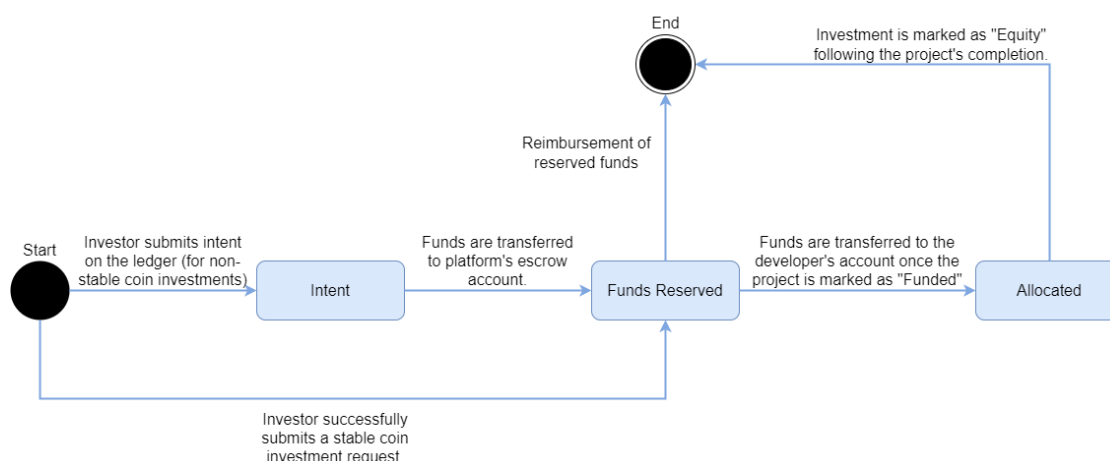 End
Investment is marked as "Equity"
following the project's completion.
Reimbursement of
reserved funds
Start
Investor submits intent
on the ledger (for non-
stable coin investments)
Funds are transferred
to platform's escrow
account.
Funds are transferred to the
developer's account once the
project is marked as "Funded"
Intent
Funds Reserved
Allocated
Investor successfully
submits a stable coin
investment request